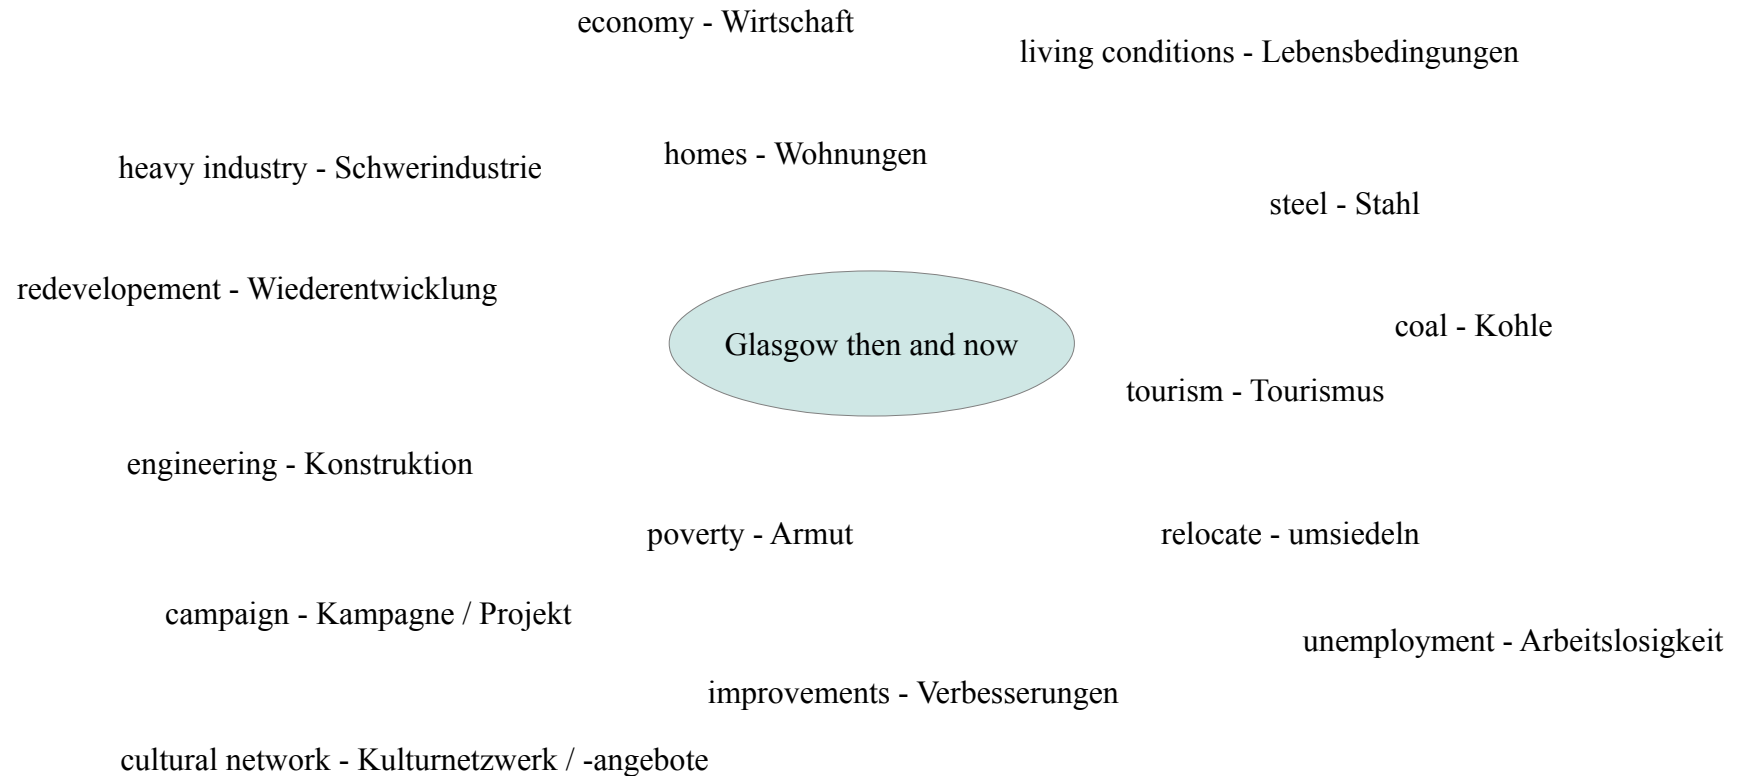 economy - Wirtschaft
living conditions - Lebensbedingungen
homes - Wohnungen
heavy industry - Schwerindustrie
steel - Stahl
redevelopement - Wiederentwicklung
coal - Kohle
Glasgow then and now
tourism - Tourismus
engineering - Konstruktion
poverty - Armut
relocate - umsiedeln
campaign - Kampagne / Projekt
unemployment - Arbeitslosigkeit
improvements - Verbesserungen
cultural network - Kulturnetzwerk / -angebote